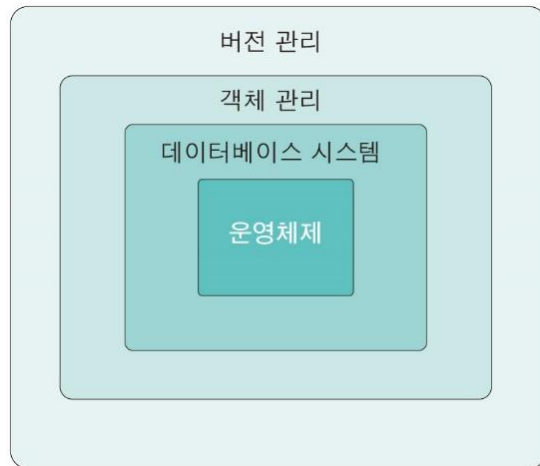 버전 관리
객체 관리
데이터베이스 시스템
운영체제